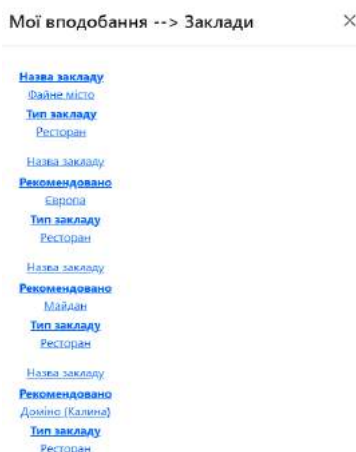 Мої вподобання --> Заклади
Назва закладу
Файне місто
Тип закладу
Ресторан
Назва закладу
Рекомендовано
Європа
Тип закладу
Ресторан
Назва закладу
Рекомендовано
Майдан
Тип закладу
Ресторан
Назва закладу
Рекомендовано
Доміно (Калина)
Тип закладу
Ресторан